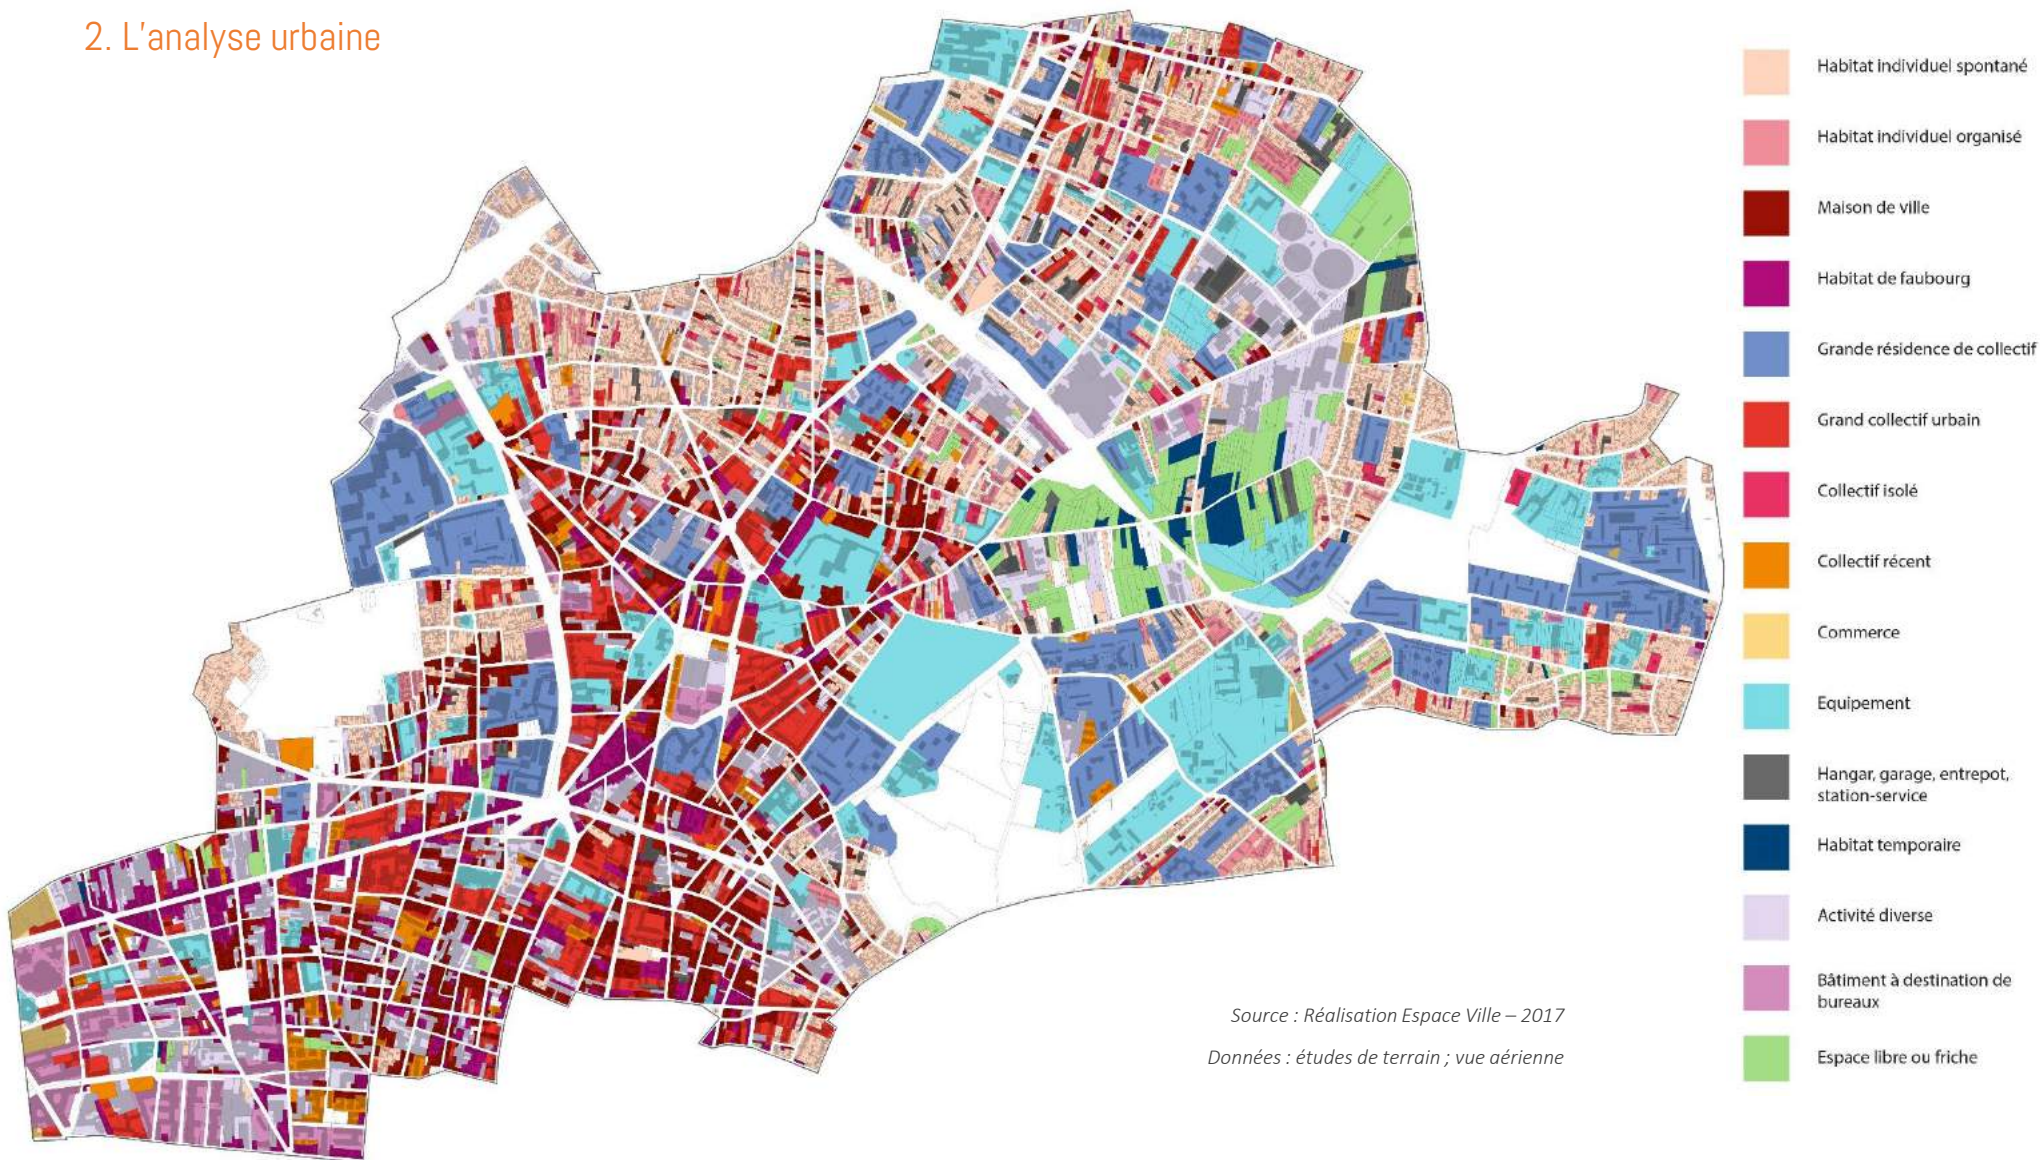 2. L'analyse urbaine
Habitat individuel spontané
Habitat individuel organisé
Maison de ville
Habitat de faubourg
Grande résidence de collectif
Grand collectif urbain
Collectif isolé
Collectif récent
Commerce
Equipement
Hangar, garage, entrepot,
station-service
Habitat temporaire
Activité diverse
Bâtiment à destination de
bureaux
Espace libre ou friche
Source : Réalisation Espace Ville – 2017
Données : études de terrain ; vue aérienne